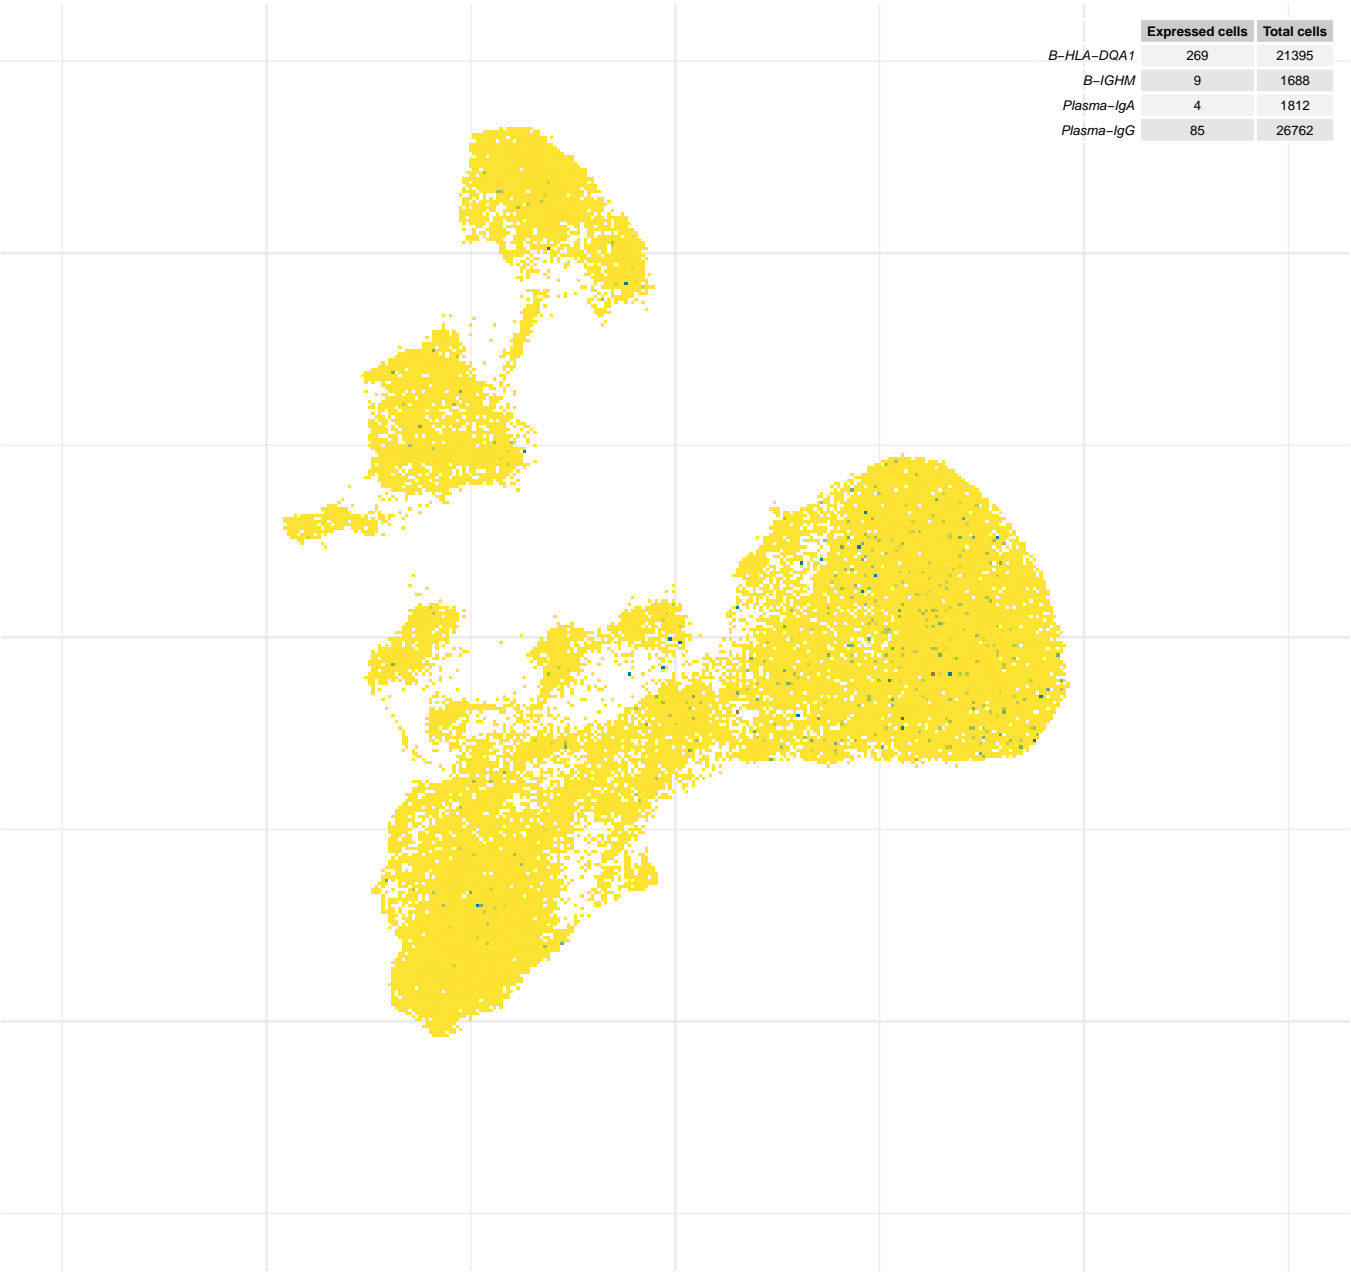 Expressed cells Total cells
B−HLA−DQA1 269 21395
B−IGHM 9 1688
Plasma−IgA 4 1812
Plasma−IgG 85 26762